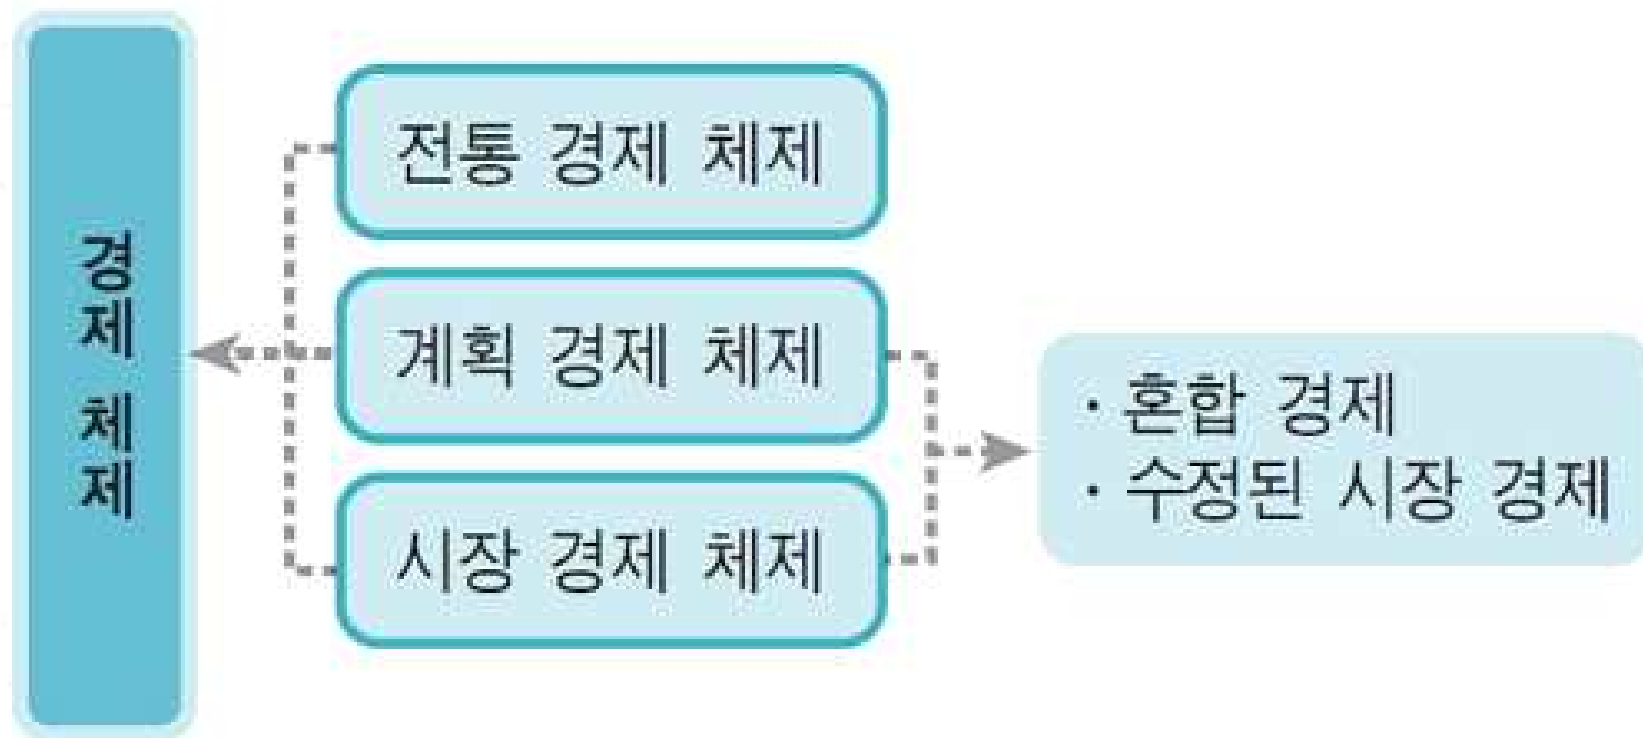 경제 체제
전통 경제 체제
계획 경제 체제
시장 경제 체제
· 혼합 경제
· 수정된 시장 경제